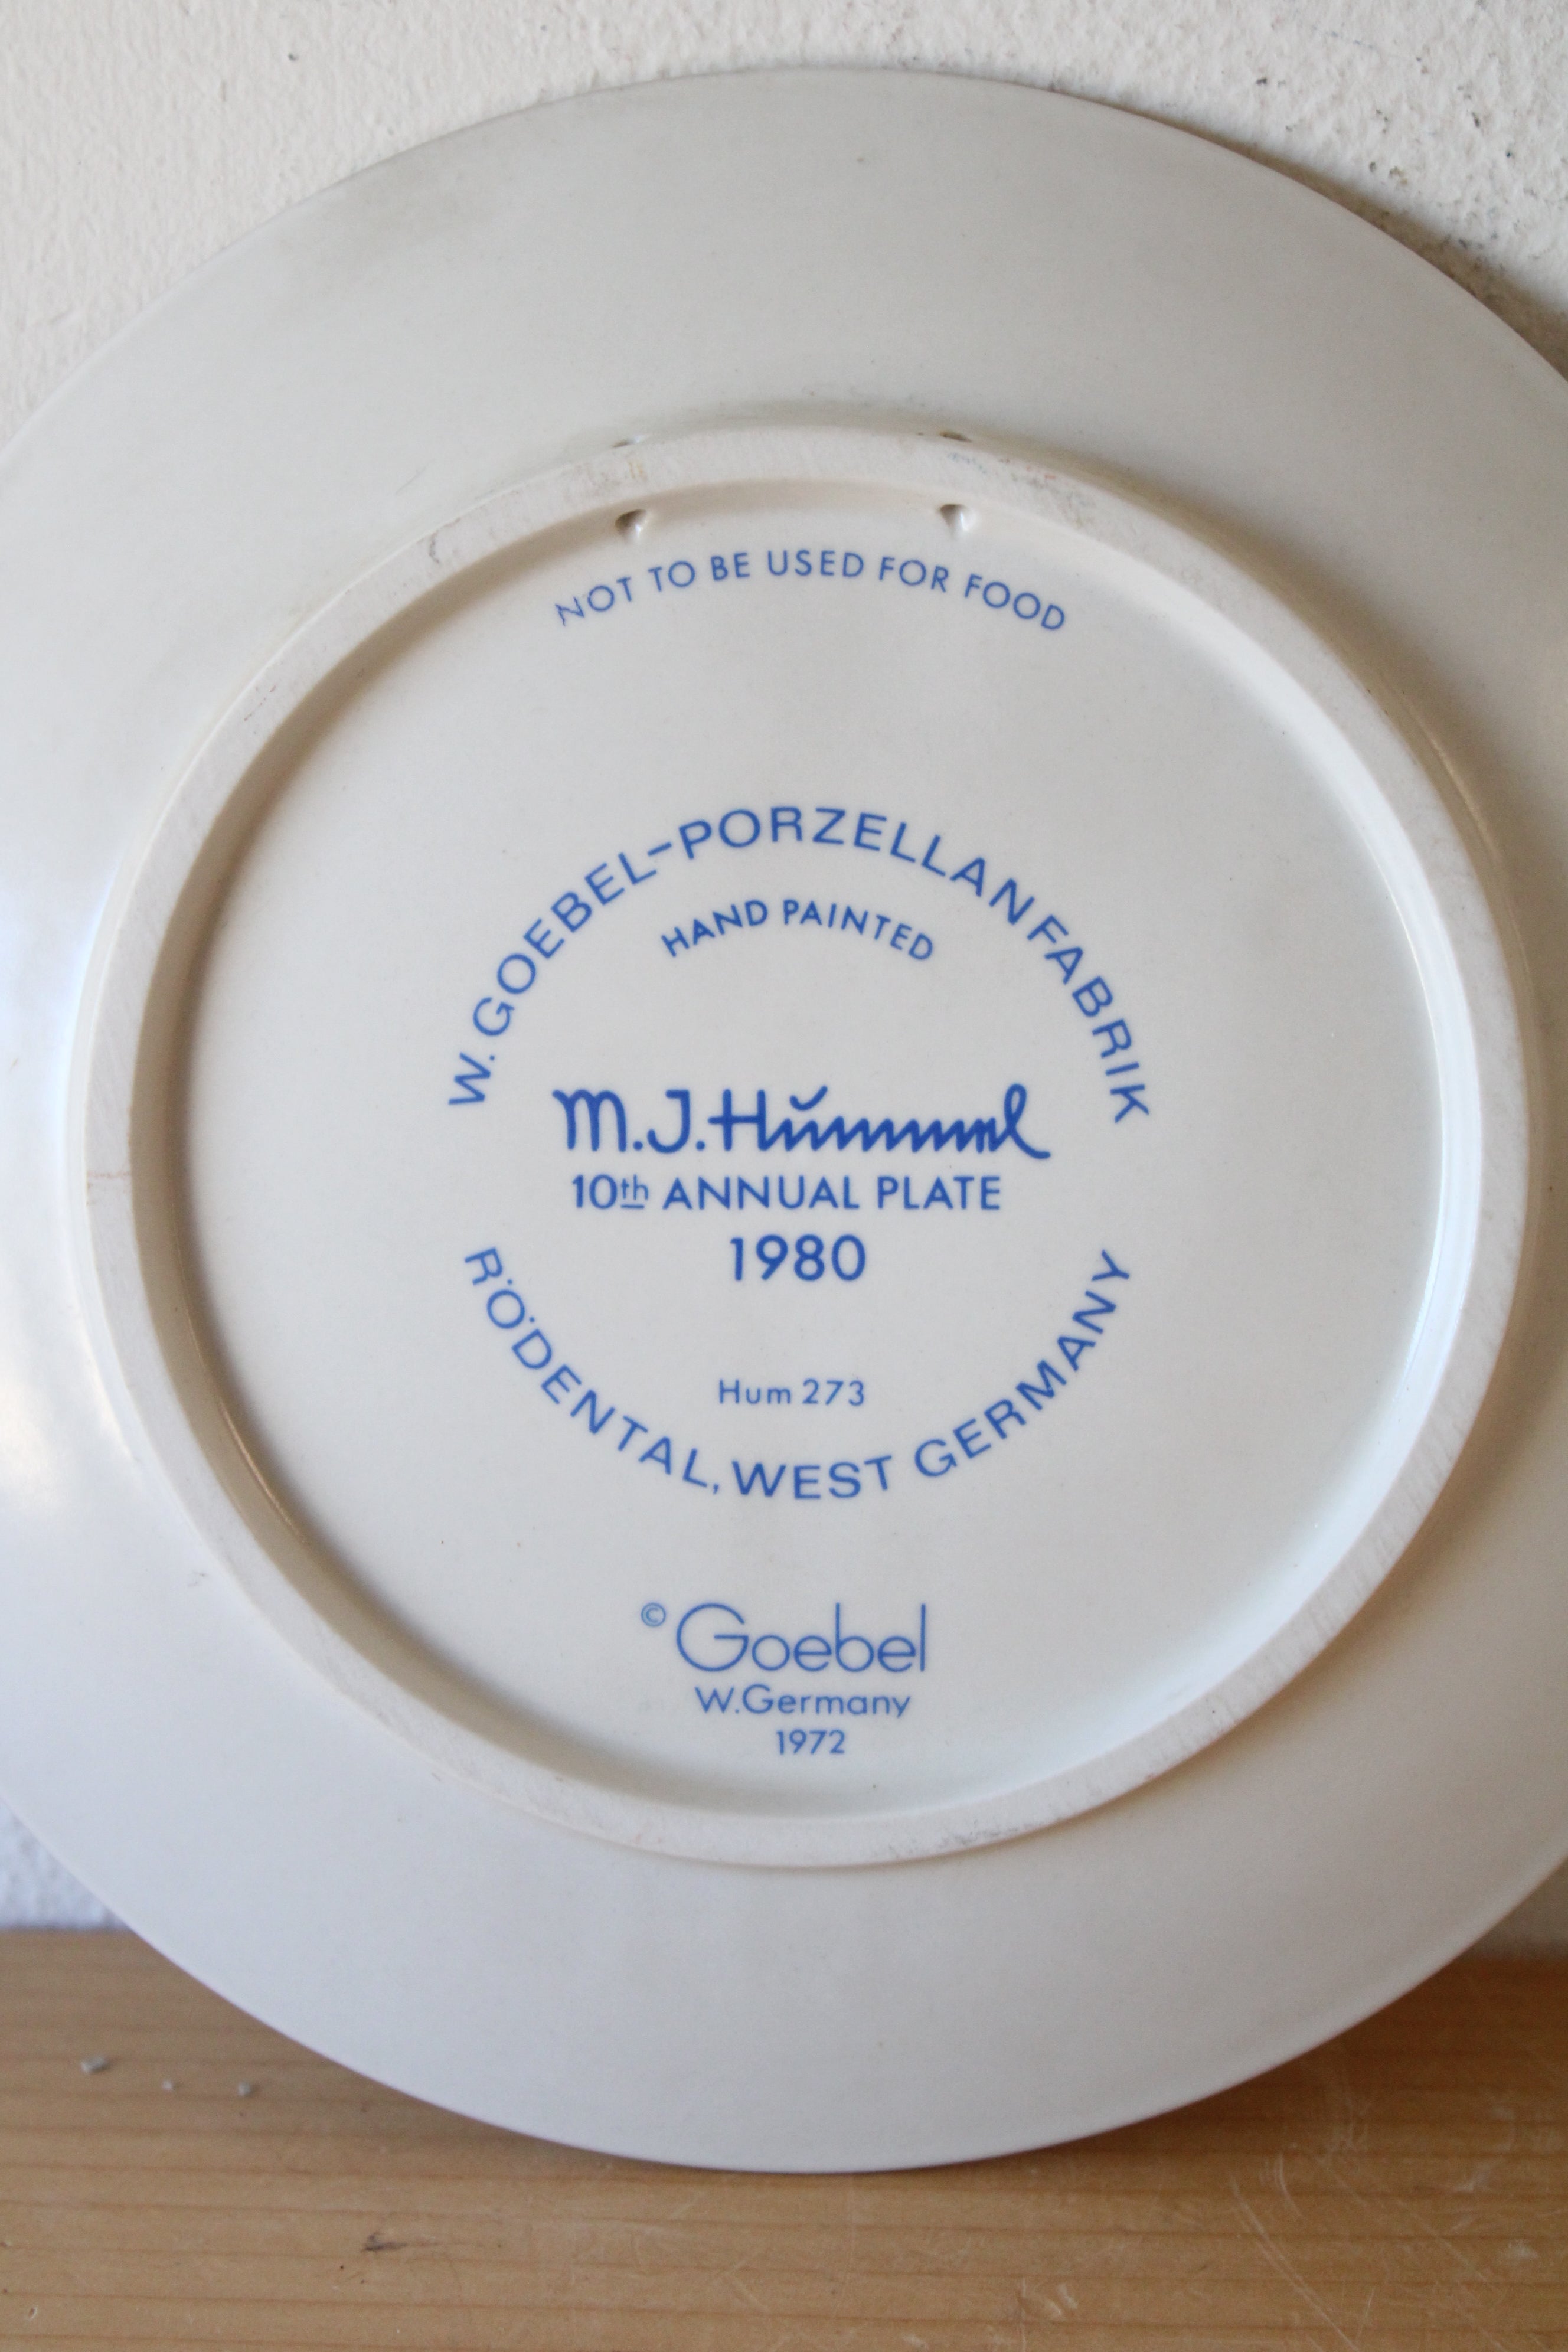 NOT TO BE USED FOR FOOD
W. GOEBEL-PORZELLANFABRIK
HAND PAINTED
M.J.Hummel
10th ANNUAL PLATE
1980
Hum 273
RÖDENTAL, WEST GERMANY
© Goebel
W.Germany
1972